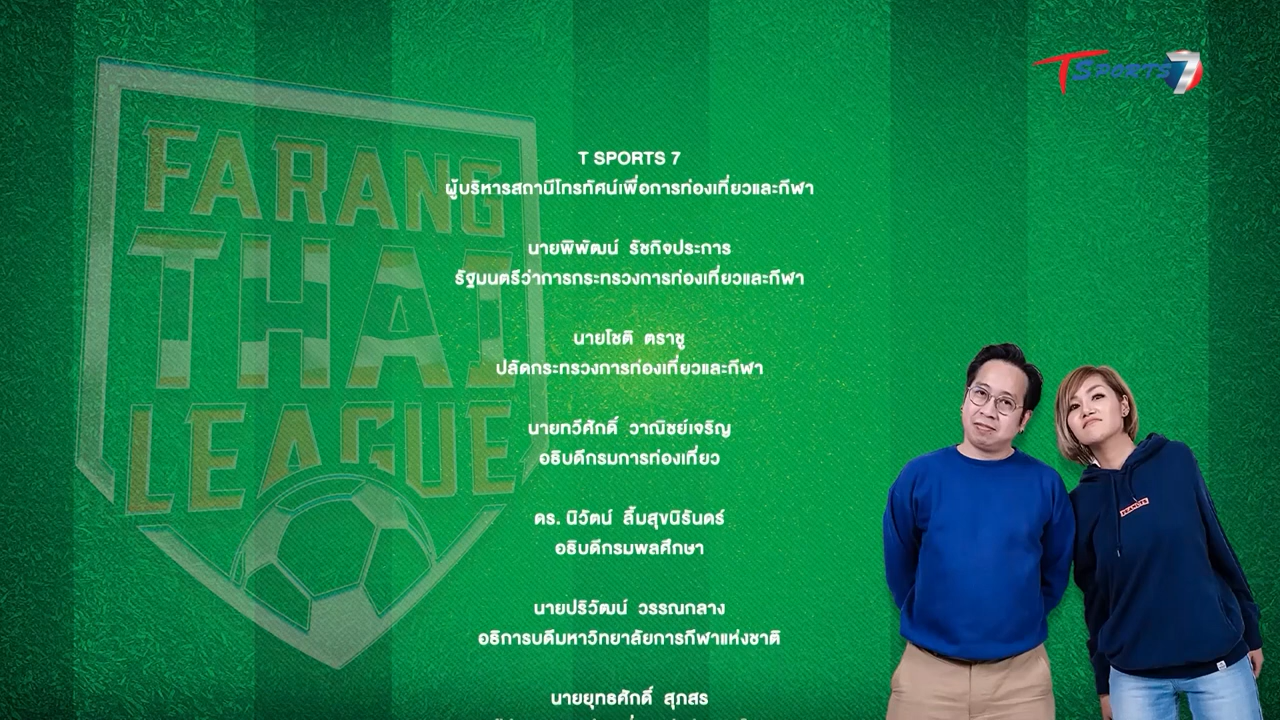 T SPORTS 7
FARANG
THAI
LEAGUE
T SPORTS 7
ผู้บริหารสถานีโทรทัศน์เพื่อการท่องเที่ยวและกีฬา
นายพิพัฒน์ รัชกิจประการ
รัฐมนตรีว่าการกระทรวงการท่องเที่ยวและกีฬา
นายโชติ ตราชู
ปลัดกระทรวงการท่องเที่ยวและกีฬา
นายทวีศักดิ์ วาณิชย์เจริญ
อธิบดีกรมการท่องเที่ยว
ดร. นิวัตน์ ลิ้มสุขนิรันดร์
อธิบดีกรมพลศึกษา
นายปริวัฒน์ วรรณกลาง
อธิการบดีมหาวิทยาลัยการกีฬาแห่งชาติ
นายยุทธศักดิ์ สุภสร